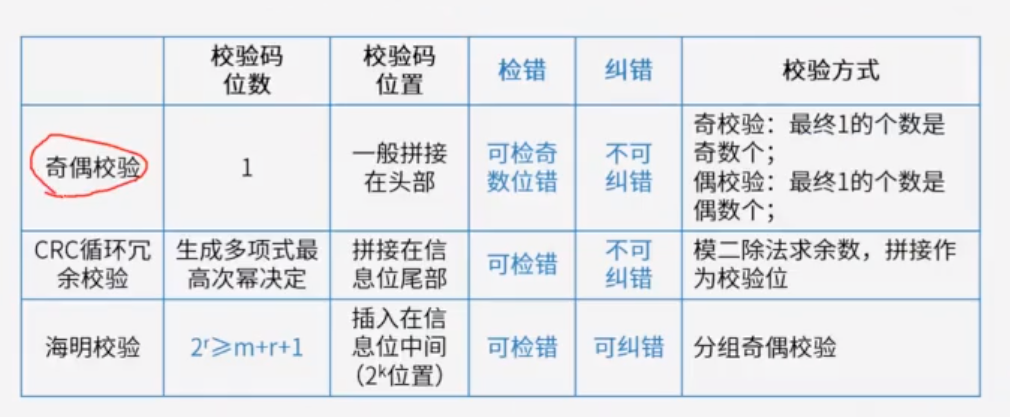 校验码
位数
校验码
位置
检错
纠错
校验方式
奇偶校验
1
一般拼接
在头部
可检奇
数位错
不可
纠错
奇校验：最终1的个数是
奇数个；
偶校验：最终1的个数是
偶数个；
CRC循环冗
余校验
生成多项式最
高次幂决定
拼接在信
息位尾部
可检错
不可
纠错
模二除法求余数，拼接作
为校验位
海明校验
2ʳ⩾m+r+1
插入在信
息位中间
（2ᵏ位置）
可检错
可纠错
分组奇偶校验